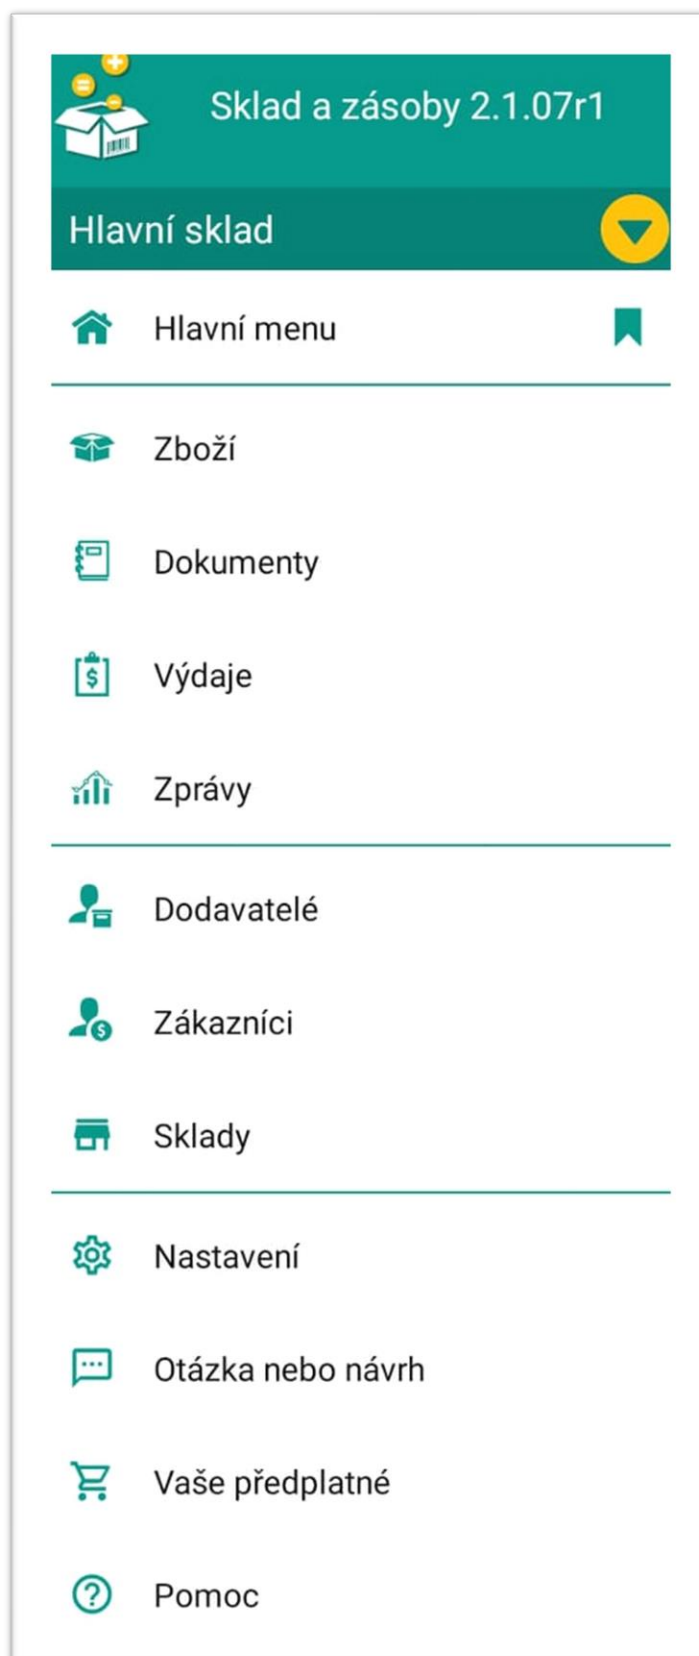 Sklad a zásoby 2.1.07r1
Hlavní sklad
Hlavní menu
Zboží
Dokumenty
Výdaje
Zprávy
Dodavatelé
Zákazníci
Sklady
Nastavení
Otázka nebo návrh
Vaše předplatné
Pomoc